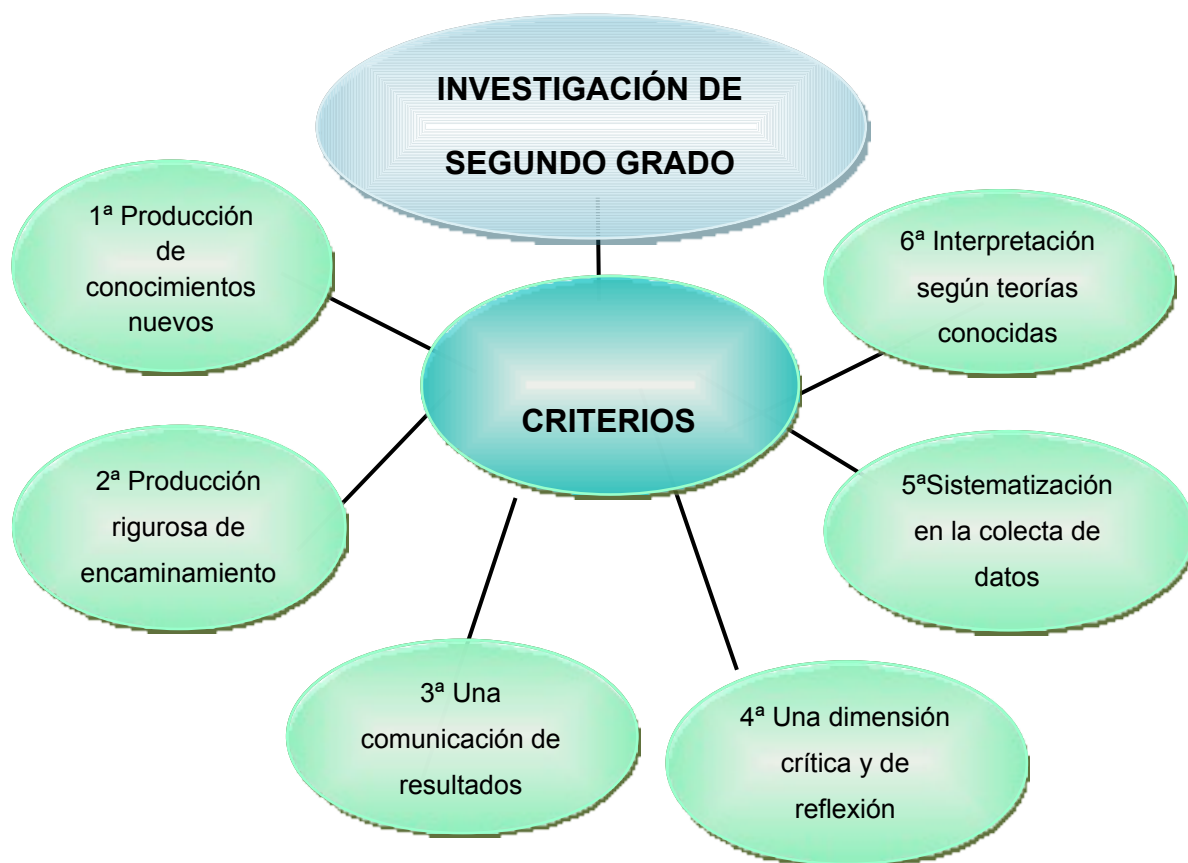 INVESTIGACIÓN DE
SEGUNDO GRADO
1ª Producción
de
conocimientos
nuevos
6ª Interpretación
según teorías
conocidas
CRITERIOS
2ª Producción
rigurosa de
encaminamiento
5ªSistematización
en la colecta de
datos
3ª Una
comunicación de
resultados
4ª Una dimensión
crítica y de
reflexión